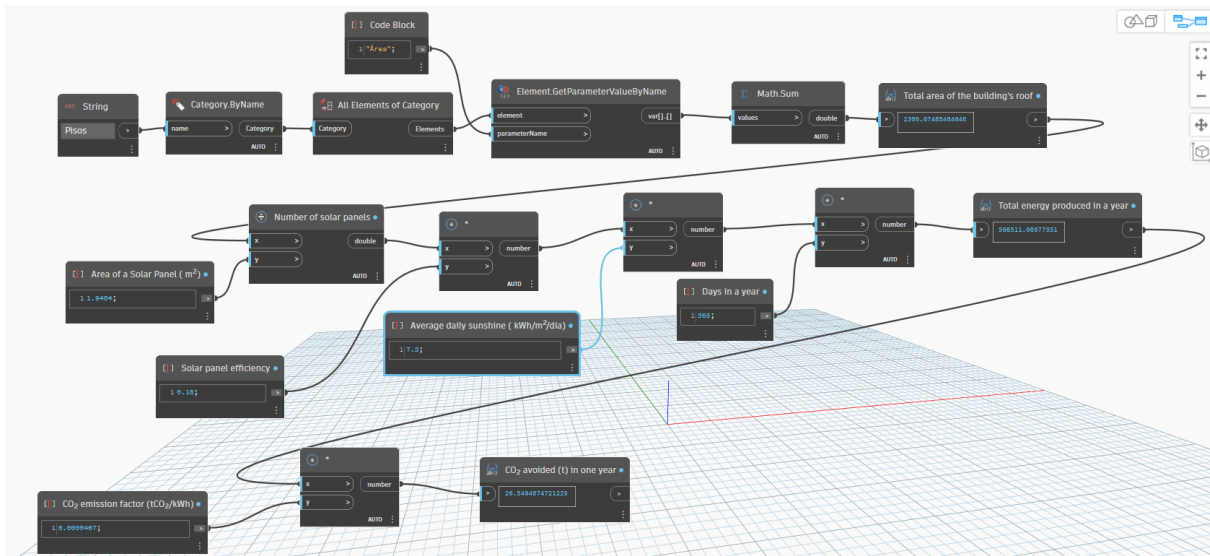 [] Code Block
1 "Área";
>
ABC String
Pisos
>
Category.ByName
name > Category
AUTO
All Elements of Category
Category Elements
AUTO
Element.GetParameterValueByName
element > var[]..[]
parameterName >
AUTO
Math.Sum
values > double
AUTO
Total area of the building's roof
>
>
Number of solar panels
x > double
y >
AUTO
*
x > number
y >
AUTO
*
x > number
y >
AUTO
*
x > number
y >
AUTO
Total energy produced in a year
> 568511.08077351 >
[] Area of a Solar Panel ( m²)
1 1.9404;
>
[] Days in a year
1 365;
>
[] Average daily sunshine ( kWh/m²/dia)
1 7.3;
>
[] Solar panel efficiency
1 0.18;
>
*
x > number
y >
AUTO
CO₂ avoided (t) in one year
>
>
[] CO₂ emission factor (tCO₂/kWh)
1 0.0000467;
>